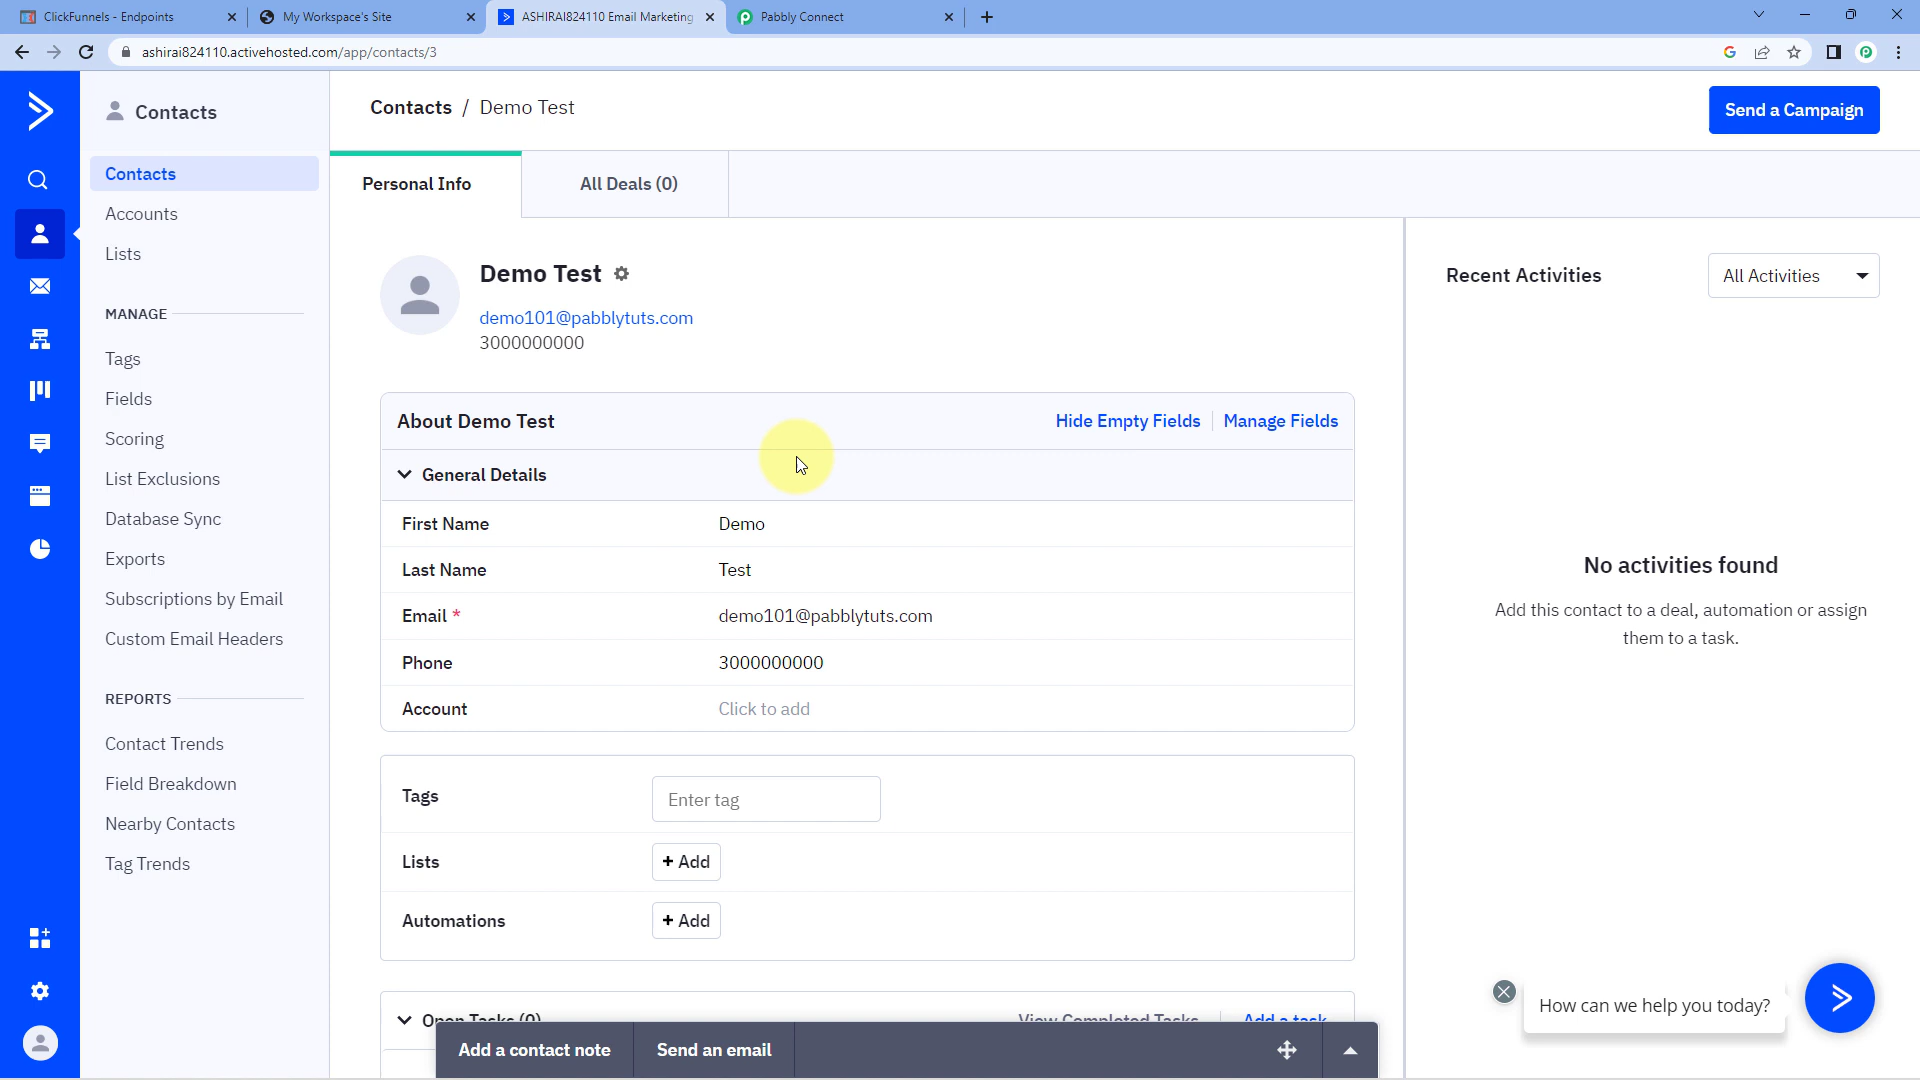 ClickFunnels - Endpoints
My Workspace's Site
ASHIRAI824110 Email Marketing
Pabbly Connect
ashirai824110.activehosted.com/app/contacts/3
Contacts
Contacts
Accounts
Lists
MANAGE
Tags
Fields
Scoring
List Exclusions
Database Sync
Exports
Subscriptions by Email
Custom Email Headers
REPORTS
Contact Trends
Field Breakdown
Nearby Contacts
Tag Trends
Contacts / Demo Test
Send a Campaign
Personal Info
All Deals (0)
Demo Test
demo101@pabblytuts.com
3000000000
About Demo Test
Hide Empty Fields
Manage Fields
General Details
First Name Demo
Last Name Test
Email * demo101@pabblytuts.com
Phone 3000000000
Account Click to add
Tags Enter tag
Lists + Add
Automations + Add
Open Tasks (0)
View Completed Tasks
Add a task
Add a contact note
Send an email
Recent Activities
All Activities
No activities found
Add this contact to a deal, automation or assign
them to a task.
How can we help you today?